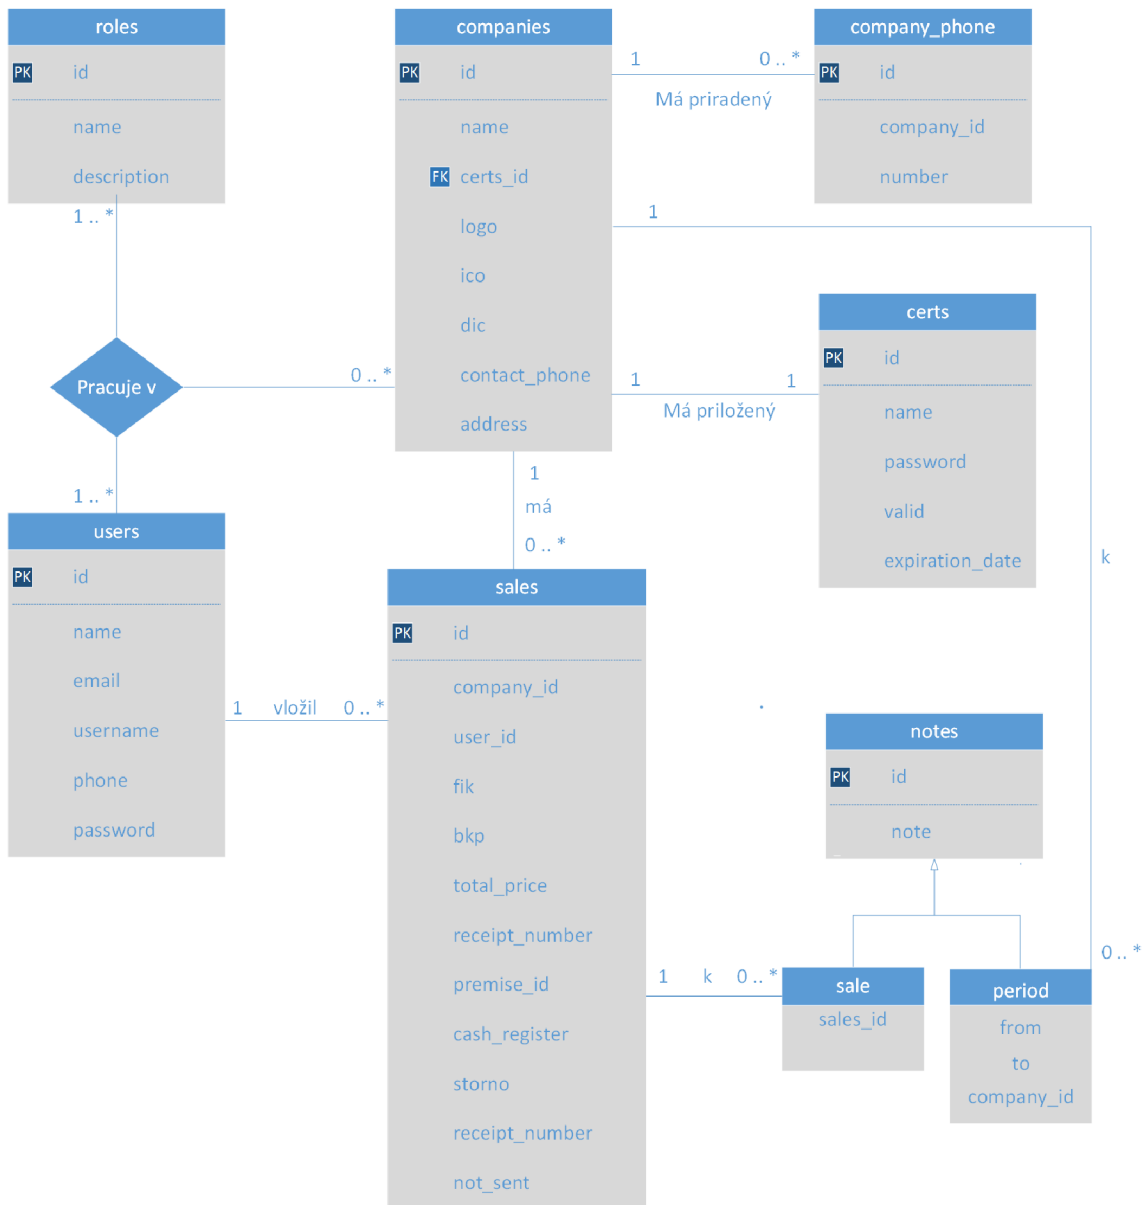 roles
PK id
name
description
1 .. *
Pracuje v
0 .. *
1 .. *
users
PK id
name
email
username
phone
password
companies
PK id
name
FK certs_id
logo
ico
dic
contact_phone
address
1 0 .. *
Má priradený
company_phone
PK id
company_id
number
1
k
0 .. *
1 1
Má priložený
certs
PK id
name
password
valid
expiration_date
1
má
0 .. *
1 vložil 0 .. *
sales
PK id
company_id
user_id
fik
bkp
total_price
receipt_number
premise_id
cash_register
storno
receipt_number
not_sent
1 k 0 .. *
notes
PK id
note
sale
sales_id
period
from
to
company_id